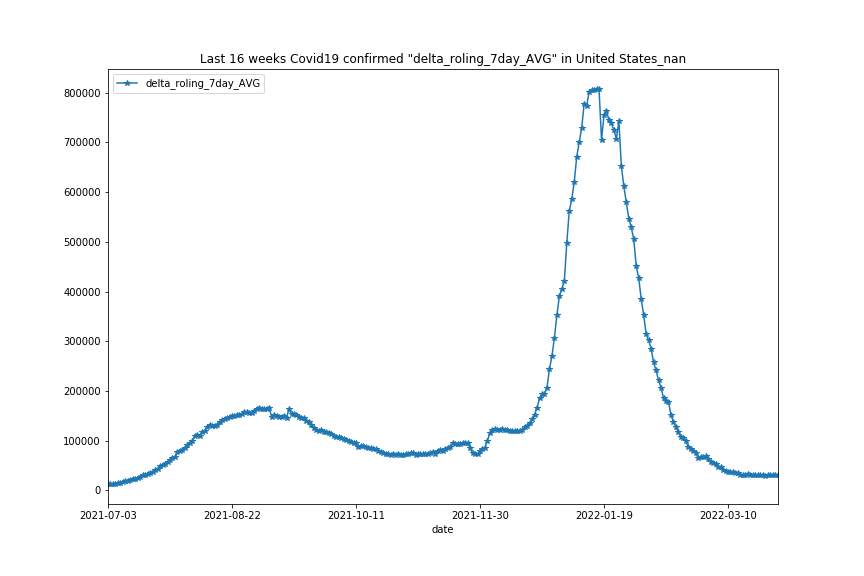 Last 16 weeks Covid19 confirmed "delta_roling_7day_AVG" in United States_nan
delta_roling_7day_AVG
800000
700000
600000
500000
400000
300000
200000
100000
0
2021-07-03 2021-08-22 2021-10-11 2021-11-30 2022-01-19 2022-03-10
date